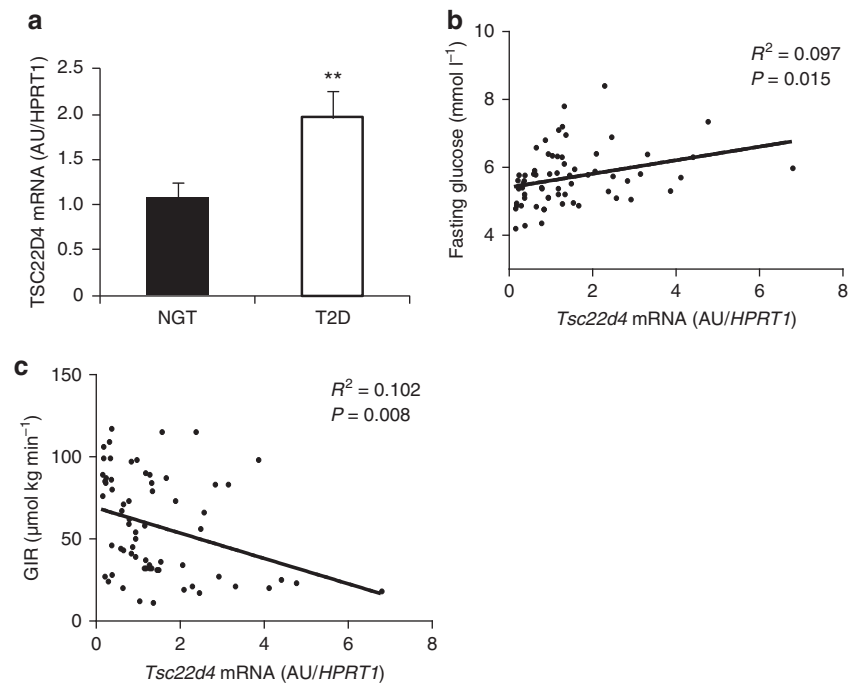 a
TSC22D4 mRNA (AU/HPRT1)
2.5
2.0
1.5
1.0
0.5
0
**
NGT
T2D
b
Fasting glucose (mmol l⁻¹)
10
8
6
4
R² = 0.097
P = 0.015
0 2 4 6 8
Tsc22d4 mRNA (AU/HPRT1)
c
GIR (µmol kg min⁻¹)
150
100
50
0
R² = 0.102
P = 0.008
0 2 4 6 8
Tsc22d4 mRNA (AU/HPRT1)